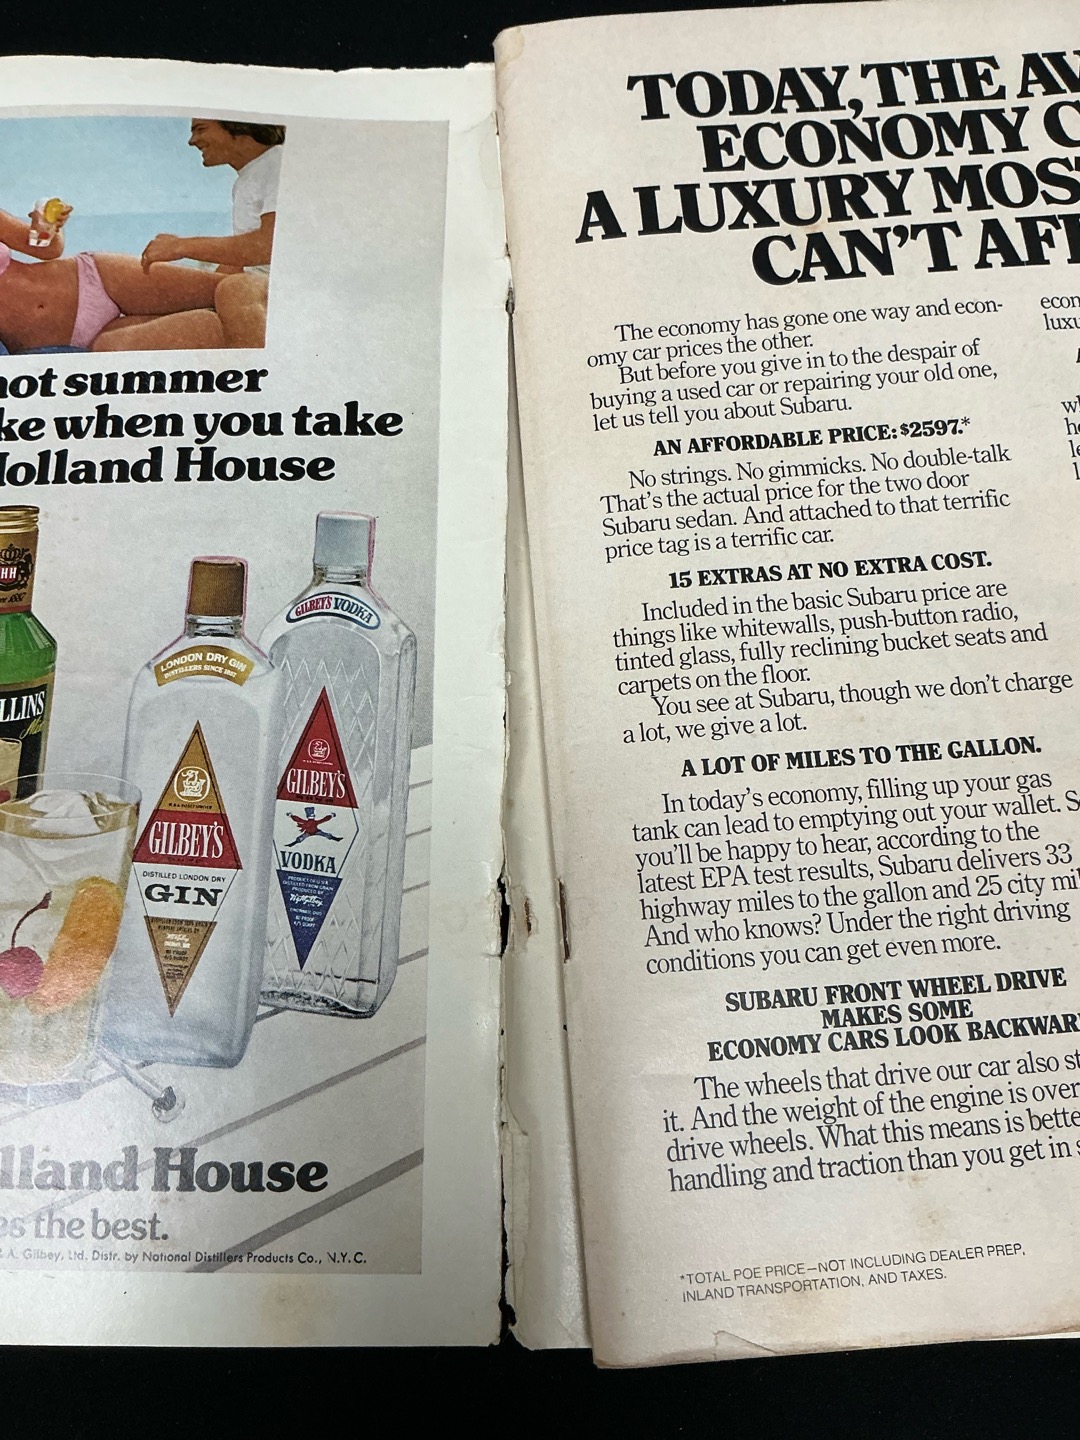 not summer
ke when you take
Holland House
HH
LLINS
LONDON DRY GIN
DISTILLERS SINCE 1857
GILBEY'S
DISTILLED LONDON DRY
GIN
GILBEY'S VODKA
GILBEY'S
VODKA
lland House
es the best.
& A. Gilbey, Ltd. Distr. by National Distillers Products Co., N.Y.C.
TODAY, THE AV
ECONOMY C
A LUXURY MOS
CAN'T AFF
The economy has gone one way and econ-
omy car prices the other.
But before you give in to the despair of
buying a used car or repairing your old one,
let us tell you about Subaru.
AN AFFORDABLE PRICE: $2597.*
No strings. No gimmicks. No double-talk
That's the actual price for the two door
Subaru sedan. And attached to that terrific
price tag is a terrific car.
15 EXTRAS AT NO EXTRA COST.
Included in the basic Subaru price are
things like whitewalls, push-button radio,
tinted glass, fully reclining bucket seats and
carpets on the floor.
You see at Subaru, though we don't charge
a lot, we give a lot.
A LOT OF MILES TO THE GALLON.
In today's economy, filling up your gas
tank can lead to emptying out your wallet. S
you'll be happy to hear, according to the
latest EPA test results, Subaru delivers 33
highway miles to the gallon and 25 city mi
And who knows? Under the right driving
conditions you can get even more.
SUBARU FRONT WHEEL DRIVE
MAKES SOME
ECONOMY CARS LOOK BACKWAR
The wheels that drive our car also st
it. And the weight of the engine is over
drive wheels. What this means is bette
handling and traction than you get in s
*TOTAL POE PRICE—NOT INCLUDING DEALER PREP,
INLAND TRANSPORTATION, AND TAXES.
econ
luxu